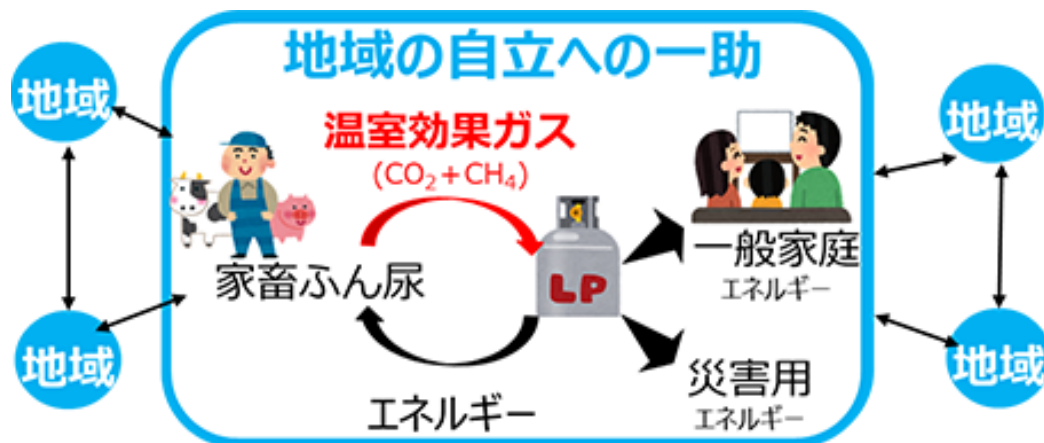 地域の自立への一助
地域
地域
温室効果ガス
(CO₂+CH₄)
家畜ふん尿
LP
一般家庭
エネルギー
地域
地域
災害用
エネルギー
エネルギー